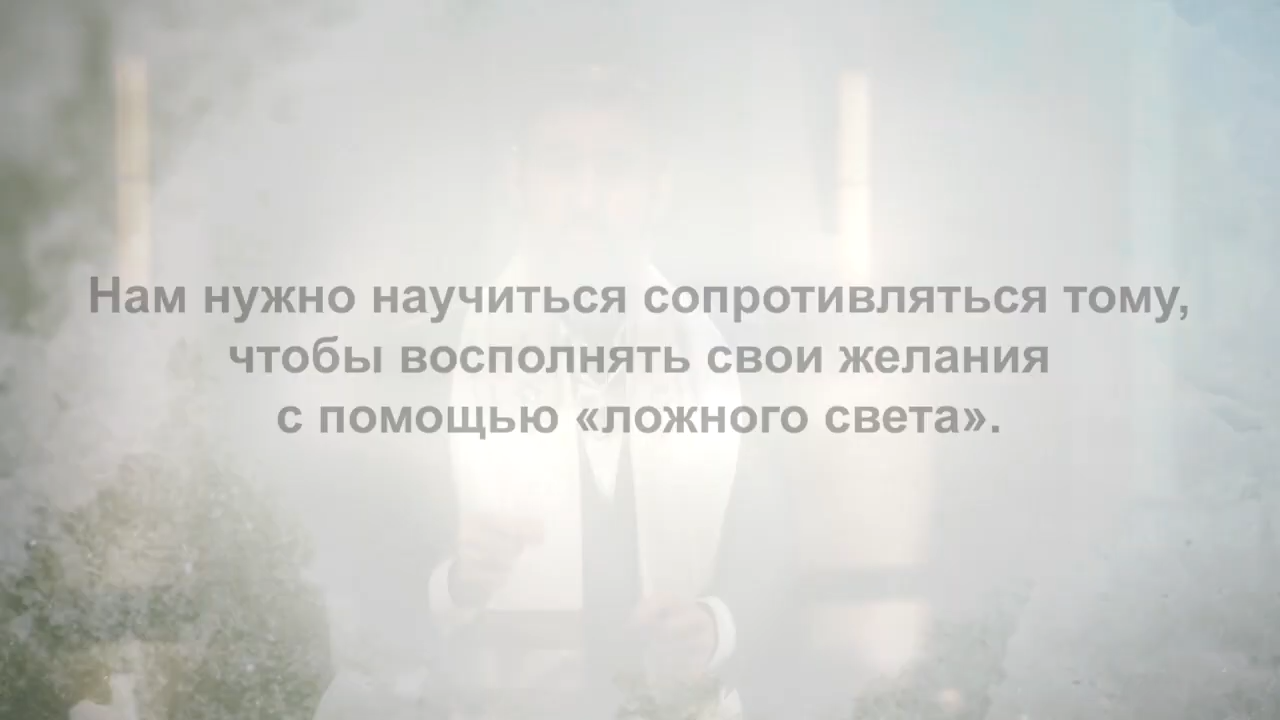 Нам нужно научиться сопротивляться тому,
чтобы восполнять свои желания
с помощью «ложного света».